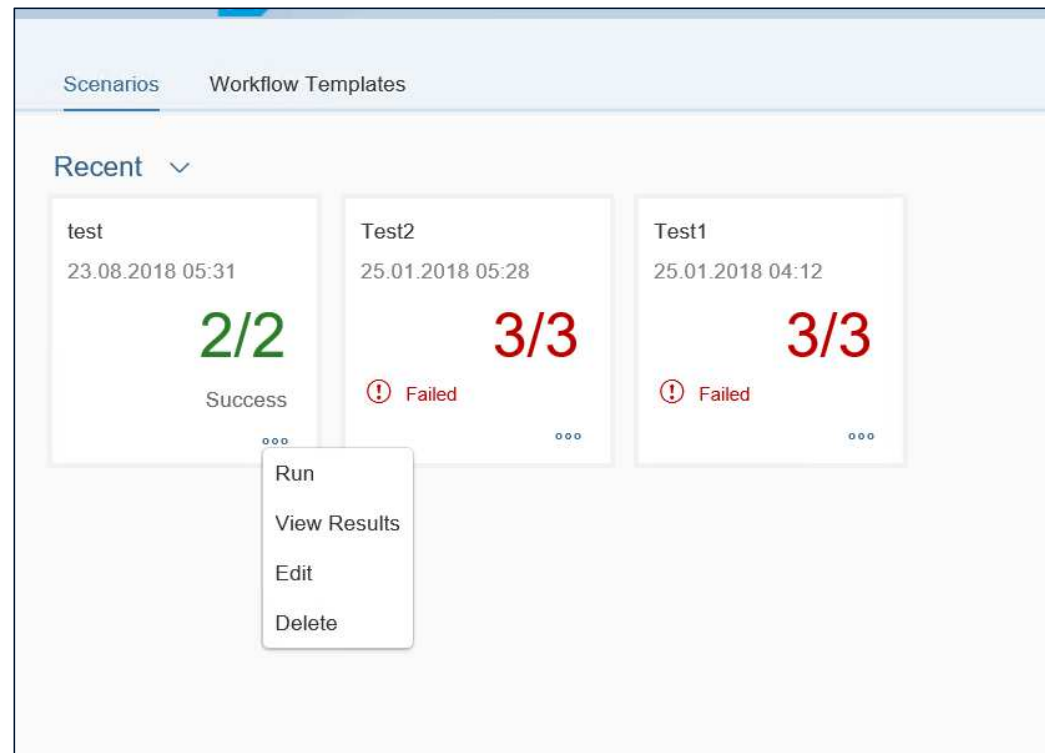 Scenarios Workflow Templates
Recent
test
23.08.2018 05:31
2/2
Success
Test2
25.01.2018 05:28
3/3
Failed
Test1
25.01.2018 04:12
3/3
Failed
Run
View Results
Edit
Delete